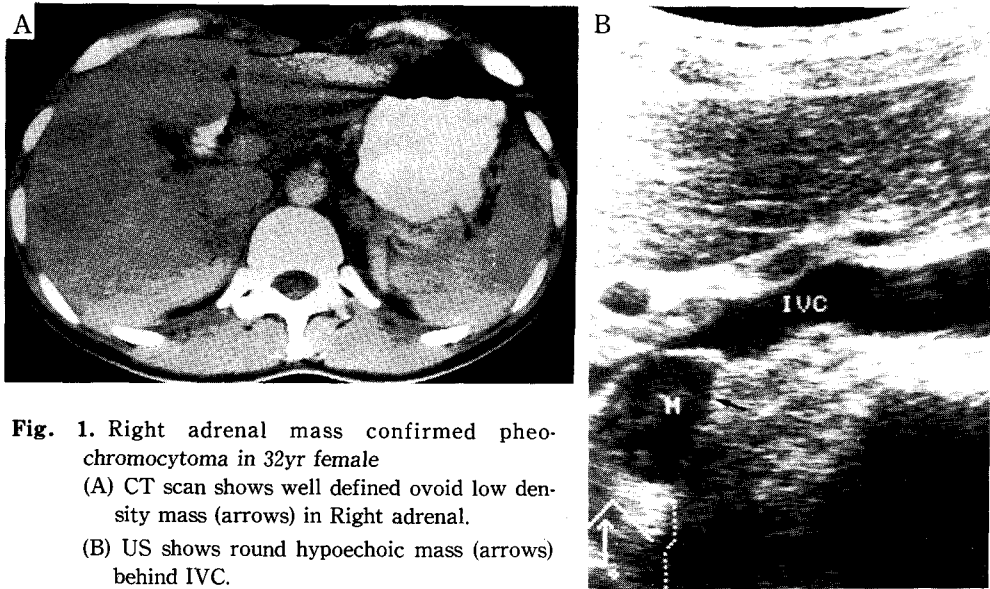 A
B
IVC
M
Fig. 1. Right adrenal mass confirmed pheo-
chromocytoma in 32yr female
(A) CT scan shows well defined ovoid low den-
sity mass (arrows) in Right adrenal.
(B) US shows round hypoechoic mass (arrows)
behind IVC.